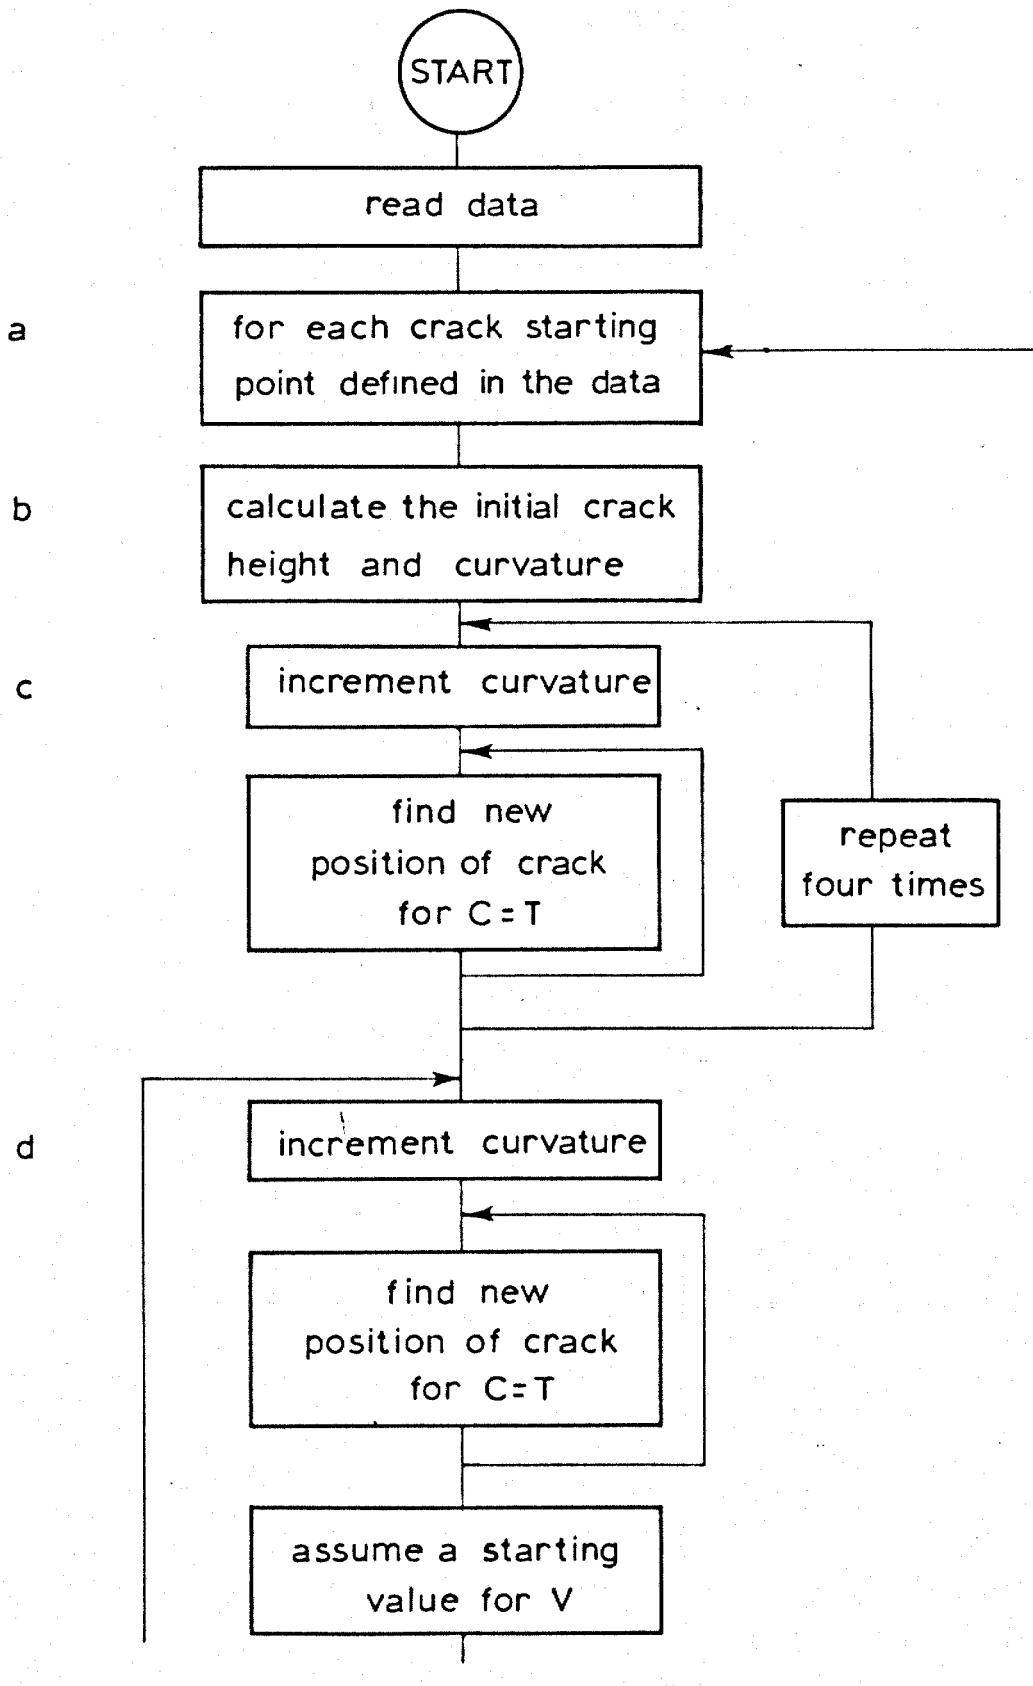 START
read data
a
for each crack starting
point defined in the data
b
calculate the initial crack
height and curvature
c
increment curvature
find new
position of crack
for C=T
repeat
four times
d
increment curvature
find new
position of crack
for C=T
assume a starting
value for V